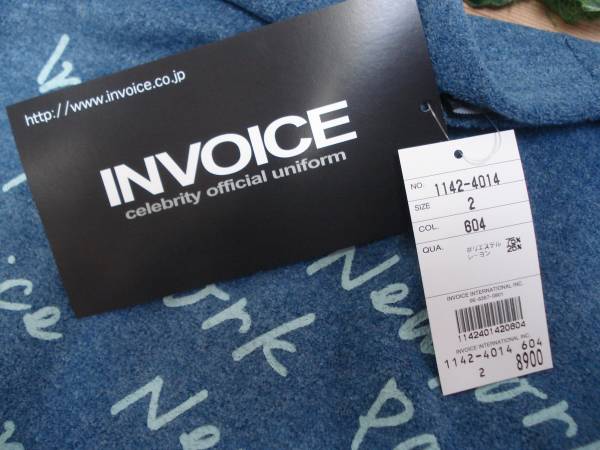 http://www.invoice.co.jp
INVOICE
celebrity official uniform
NO. 1142-4014
SIZE 2
COL. 604
QUA. ポリエステル 75%
レーヨン 25%
INVOICE INTERNATIONAL INC.
1142401420604
INVOICE INTERNATIONAL INC.
1142-4014 604
2 8900
New York
New